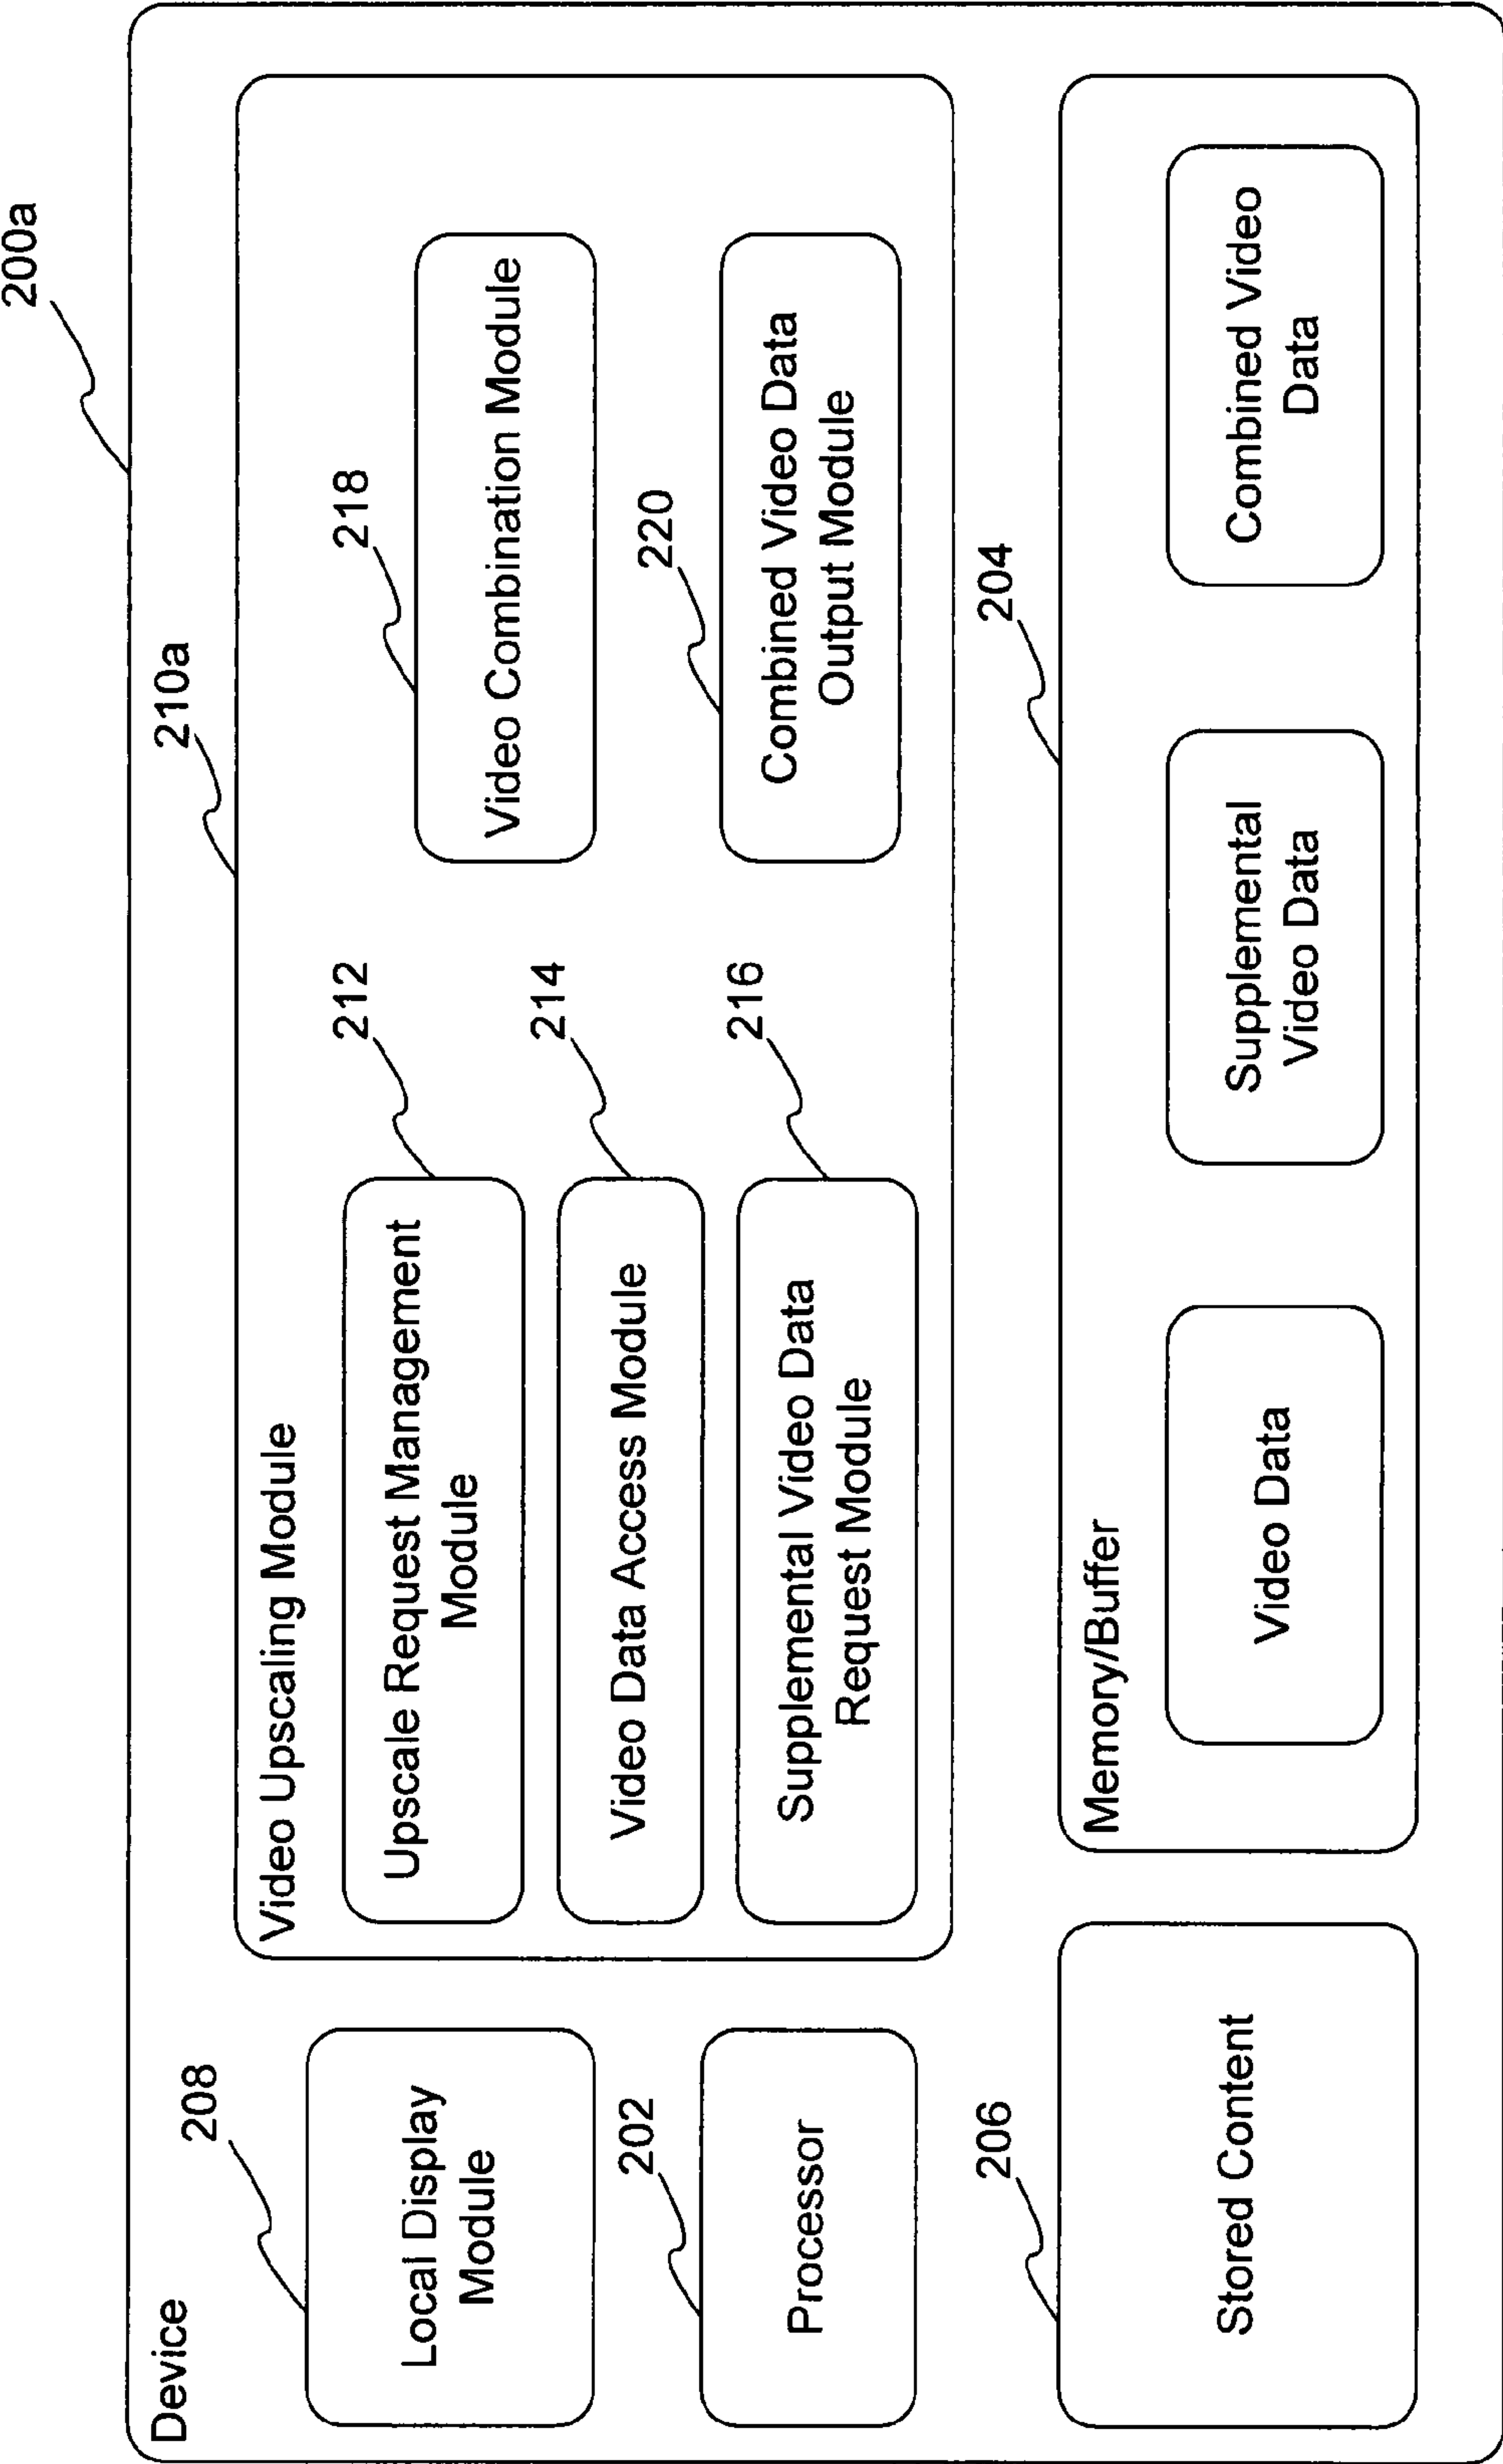 200a
Device
210a
Video Upscaling Module
208
Local Display
Module
212
Upscale Request Management
Module
218
Video Combination Module
214
Video Data Access Module
202
Processor
216
Supplemental Video Data
Request Module
220
Combined Video Data
Output Module
206
Stored Content
204
Memory/Buffer
Video Data
Supplemental
Video Data
Combined Video
Data